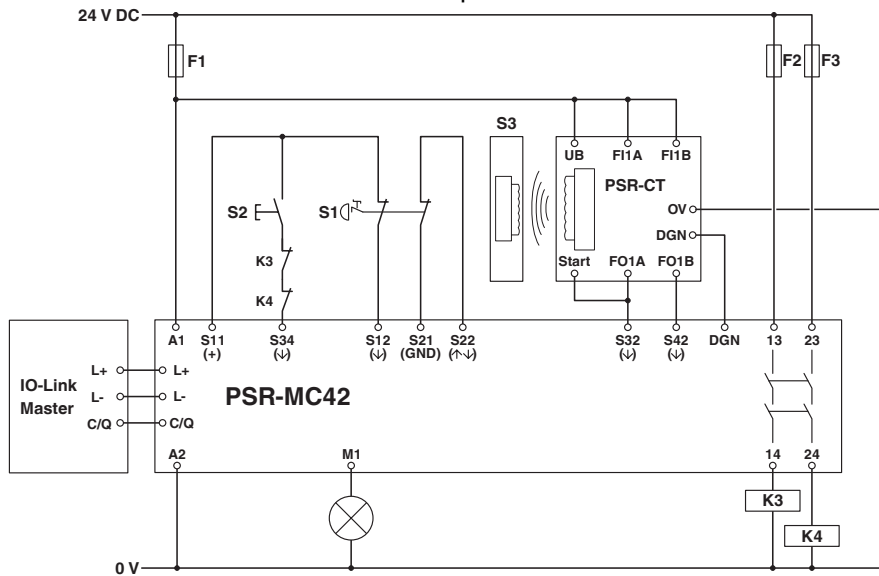 24 V DC
F1
F2
F3
S3
UB
FI1A
FI1B
PSR-CT
S2
S1
OV
DGN
K3
Start
FO1A
FO1B
K4
A1
S11
(+)
S34
(↓)
S12
(↓)
S21
(GND)
S22
(↑↓)
S32
(↓)
S42
(↓)
DGN
13
23
IO-Link
Master
L+
L+
L-
L-
C/Q
C/Q
PSR-MC42
A2
M1
14
24
K3
K4
0 V